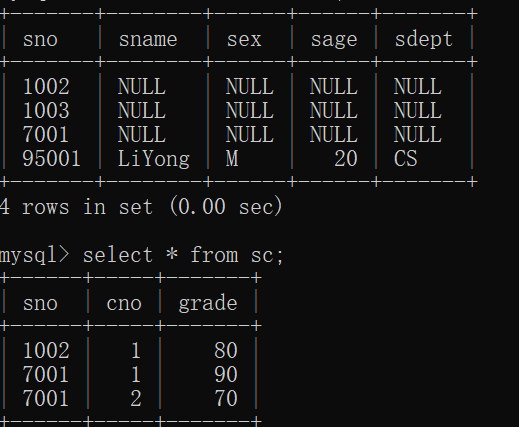 | sno | sname | sex | sage | sdept |
| 1002 | NULL | NULL | NULL | NULL |
| 1003 | NULL | NULL | NULL | NULL |
| 7001 | NULL | NULL | NULL | NULL |
| 95001 | LiYong | M | 20 | CS |
4 rows in set (0.00 sec)
mysql> select * from sc;
| sno | cno | grade |
| 1002 | 1 | 80 |
| 7001 | 1 | 90 |
| 7001 | 2 | 70 |